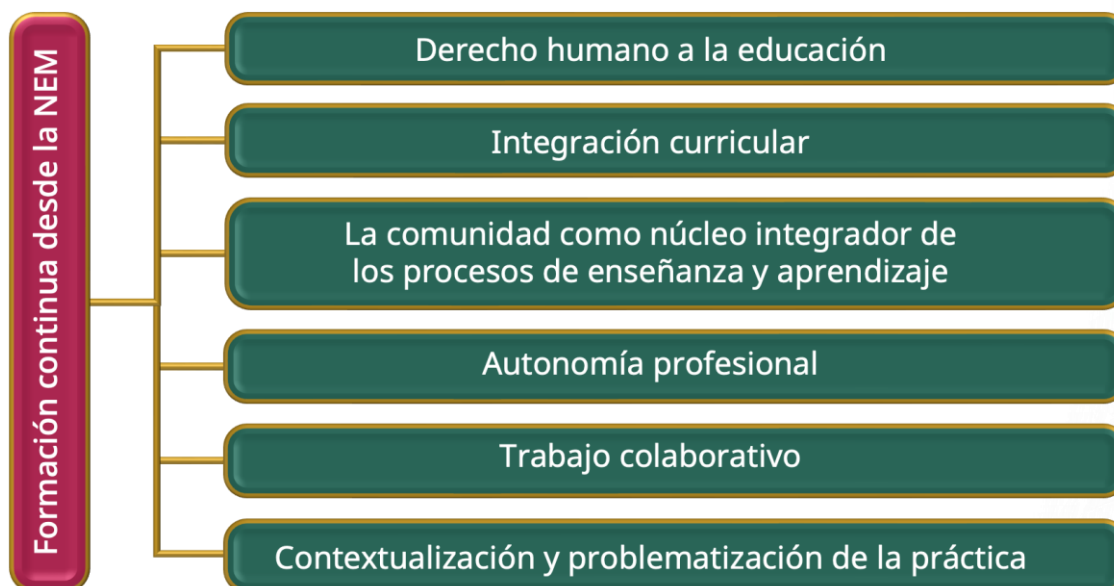 Formación continua desde la NEM
Derecho humano a la educación
Integración curricular
La comunidad como núcleo integrador de
los procesos de enseñanza y aprendizaje
Autonomía profesional
Trabajo colaborativo
Contextualización y problematización de la práctica